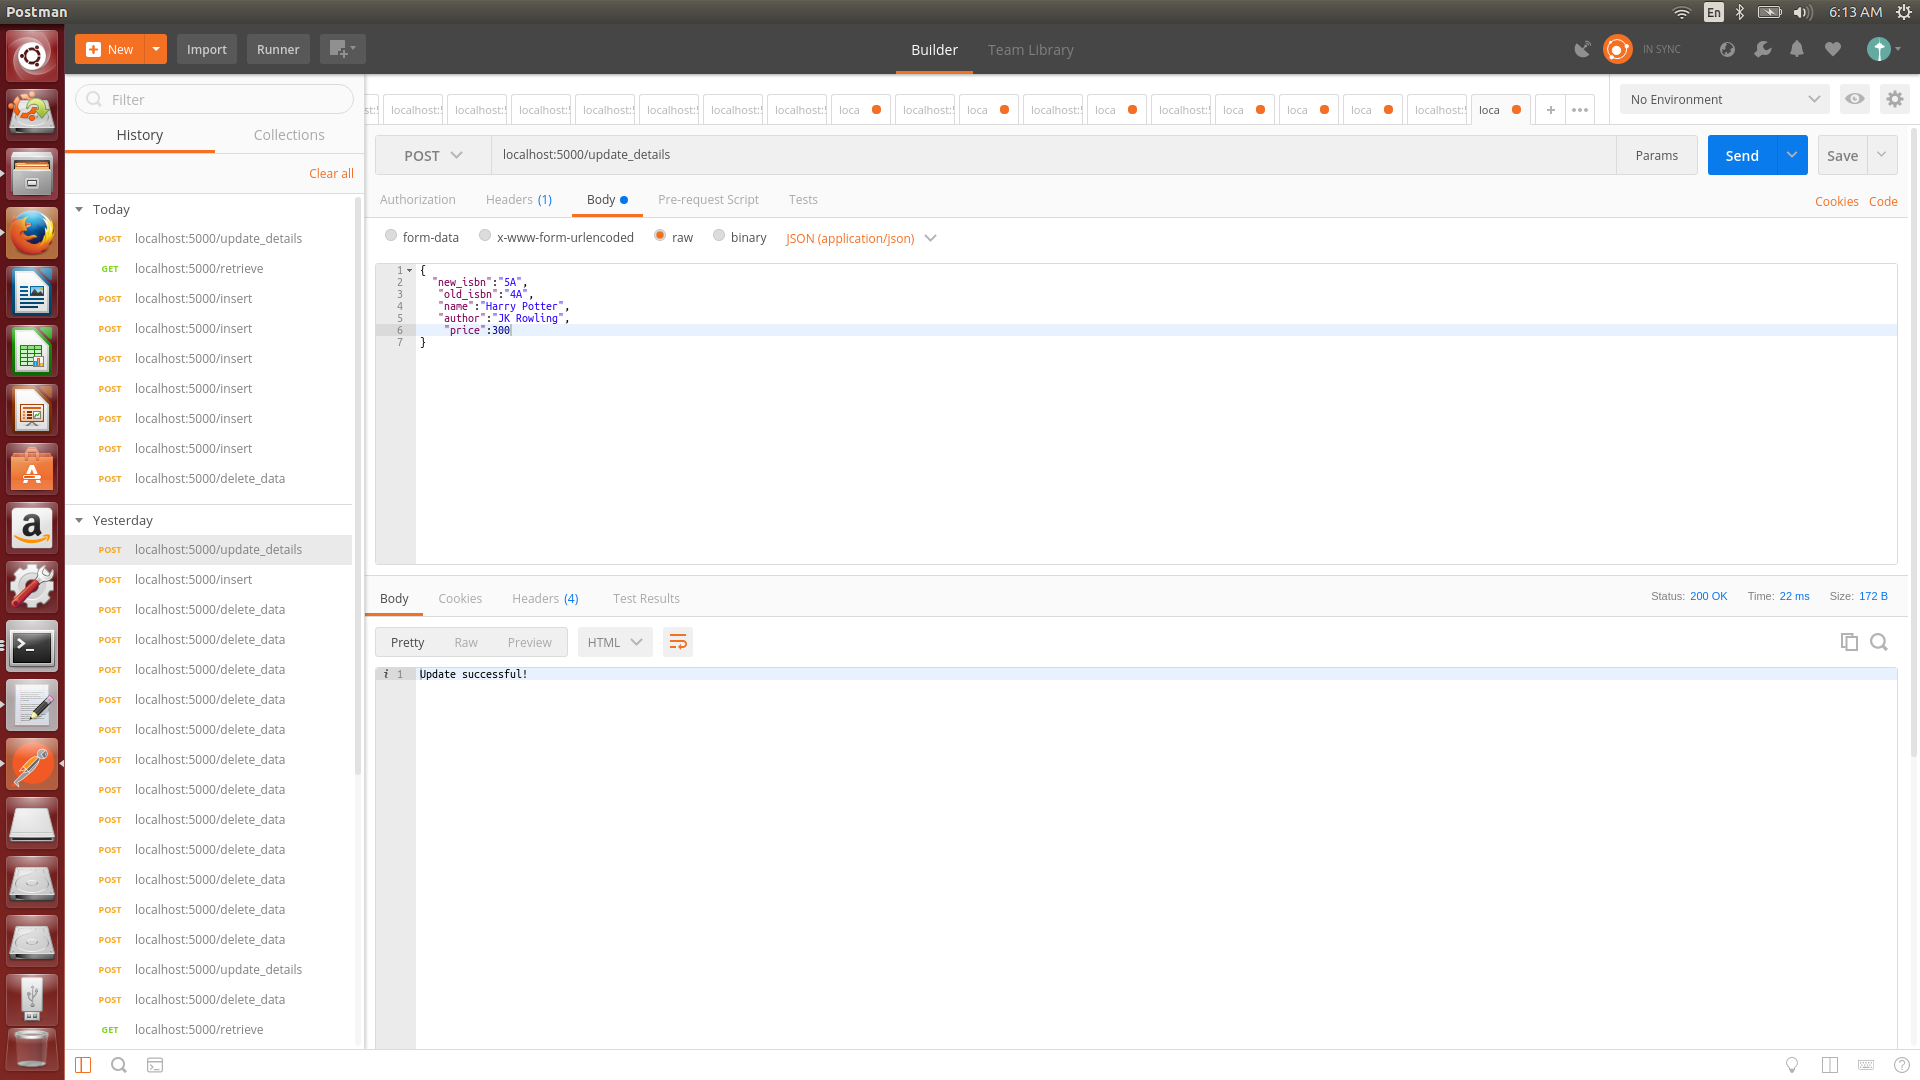 Postman
En
6:13 AM
New
Import
Runner
Builder
Team Library
IN SYNC
Filter
History
Collections
Clear all
Today
POST localhost:5000/update_details
GET localhost:5000/retrieve
POST localhost:5000/insert
POST localhost:5000/insert
POST localhost:5000/insert
POST localhost:5000/insert
POST localhost:5000/insert
POST localhost:5000/insert
POST localhost:5000/delete_data
Yesterday
POST localhost:5000/update_details
POST localhost:5000/insert
POST localhost:5000/delete_data
POST localhost:5000/delete_data
POST localhost:5000/delete_data
POST localhost:5000/delete_data
POST localhost:5000/delete_data
POST localhost:5000/delete_data
POST localhost:5000/delete_data
POST localhost:5000/delete_data
POST localhost:5000/delete_data
POST localhost:5000/delete_data
POST localhost:5000/delete_data
POST localhost:5000/delete_data
POST localhost:5000/update_details
POST localhost:5000/delete_data
GET localhost:5000/retrieve
st: localhost: localhost: localhost: localhost: localhost: localhost: localhost: loca localhost: loca localhost: loca localhost: loca loca loca localhost: loca + •••
No Environment
POST
localhost:5000/update_details
Params
Send
Save
Authorization
Headers (1)
Body
Pre-request Script
Tests
Cookies
Code
form-data
x-www-form-urlencoded
raw
binary
JSON (application/json)
1 {
2 "new_isbn":"5A",
3 "old_isbn":"4A",
4 "name":"Harry Potter",
5 "author":"JK Rowling",
6 "price":300
7 }
Body
Cookies
Headers (4)
Test Results
Status: 200 OK
Time: 22 ms
Size: 172 B
Pretty
Raw
Preview
HTML
i 1 Update successful!